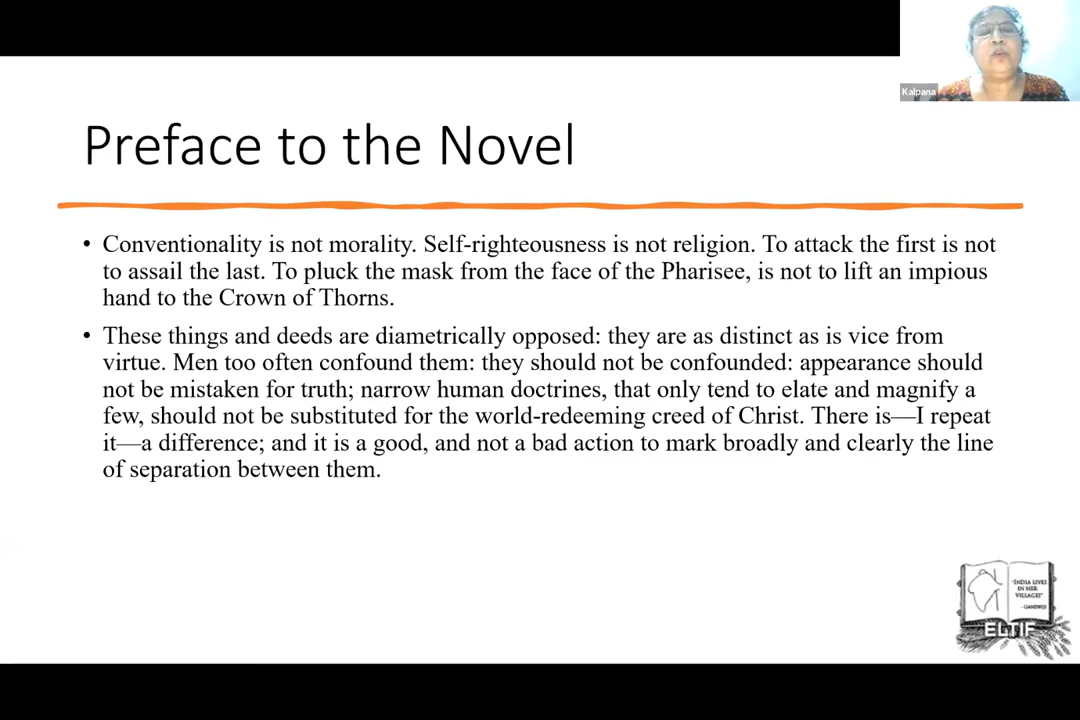 Kalpana
Preface to the Novel
• Conventionality is not morality. Self-righteousness is not religion. To attack the first is not
to assail the last. To pluck the mask from the face of the Pharisee, is not to lift an impious
hand to the Crown of Thorns.
• These things and deeds are diametrically opposed: they are as distinct as is vice from
virtue. Men too often confound them: they should not be confounded: appearance should
not be mistaken for truth; narrow human doctrines, that only tend to elate and magnify a
few, should not be substituted for the world-redeeming creed of Christ. There is—I repeat
it—a difference; and it is a good, and not a bad action to mark broadly and clearly the line
of separation between them.
"INDIA LIVES
IN HER
VILLAGES"
- GANDHIJI
ELTIF